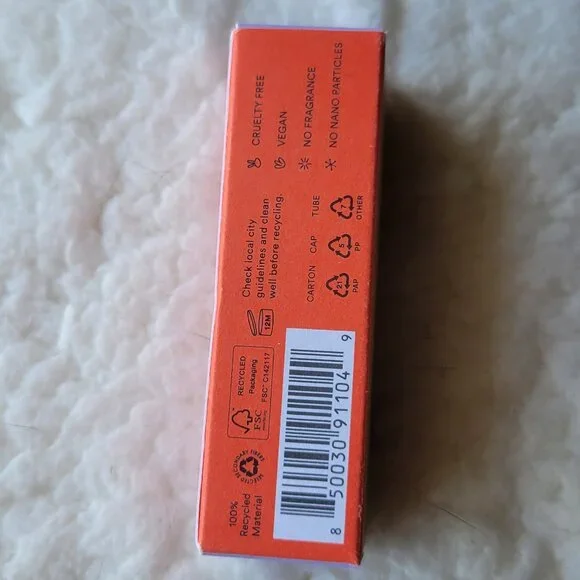 CRUELTY FREE
VEGAN
NO FRAGRANCE
NO NANO PARTICLES
Check local city
guidelines and clean
well before recycling.
CARTON CAP TUBE
21 5 7
PAP PP OTHER
12M
RECYCLED
Packaging
FSC® C142117
FSC
100%
Recycled
Material
8 50030 91104 9